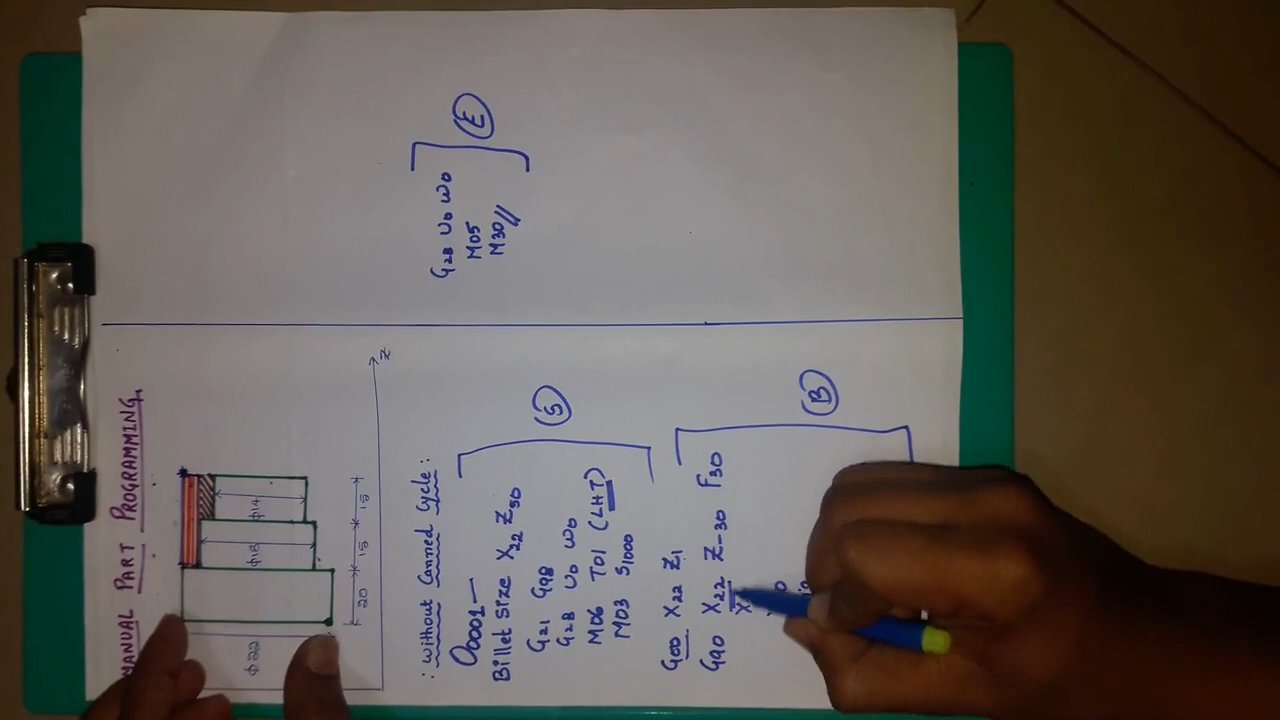 MANUAL PART PROGRAMMING
φ22
φ18
φ14
20
15
15
Z
: without Canned Cycle :
O0001 —
Billet size X22 Z50
G21 G98
G28 U0 W0
M06 T01 (LHT)
M03 S1000
(S)
G00 X22 Z1
G90 X22 Z-30 F30
(B)
G28 U0 W0
M05
M30//
(E)